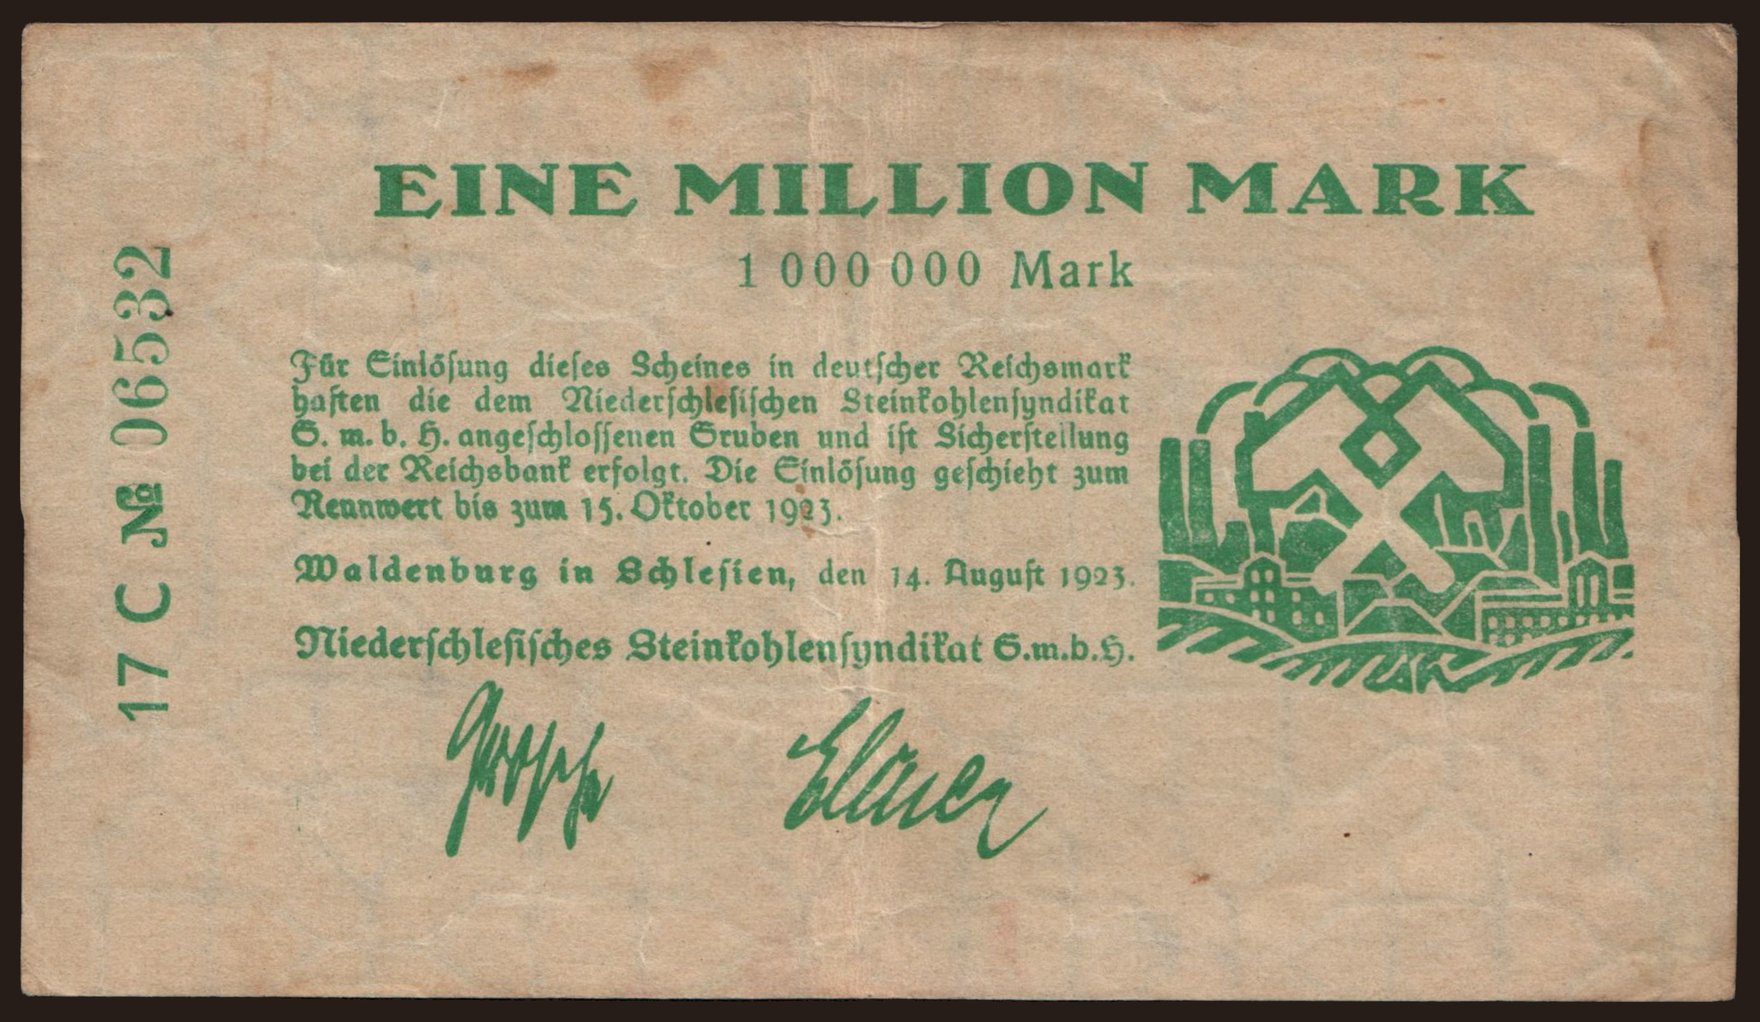 EINE MILLION MARK
1 000 000 Mark
Für Einlösung dieses Scheines in deutscher Reichsmark
haften die dem Niederschlesischen Steinkohlensyndikat
G. m. b. H. angeschlossenen Gruben und ist Sicherstellung
bei der Reichsbank erfolgt. Die Einlösung geschieht zum
Nennwert bis zum 15. Oktober 1923.
Waldenburg in Schlesien, den 14. August 1923.
Niederschlesisches Steinkohlensyndikat G.m.b.H.
17 C № 06532